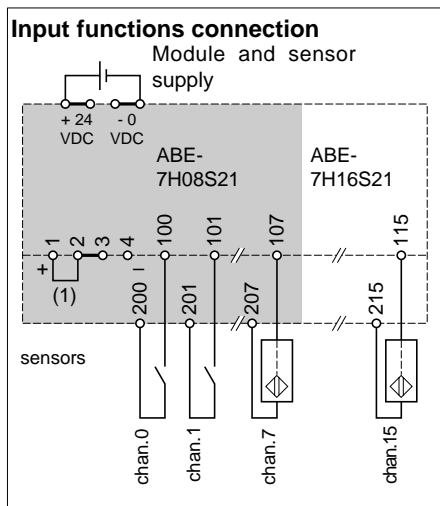 Input functions connection
Module and sensor
supply
+ 24
VDC
- 0
VDC
ABE-
7H08S21
ABE-
7H16S21
1
2
3
4
100
101
107
115
+
–
(1)
200
201
207
215
sensors
chan.0
chan.1
chan.7
chan.15